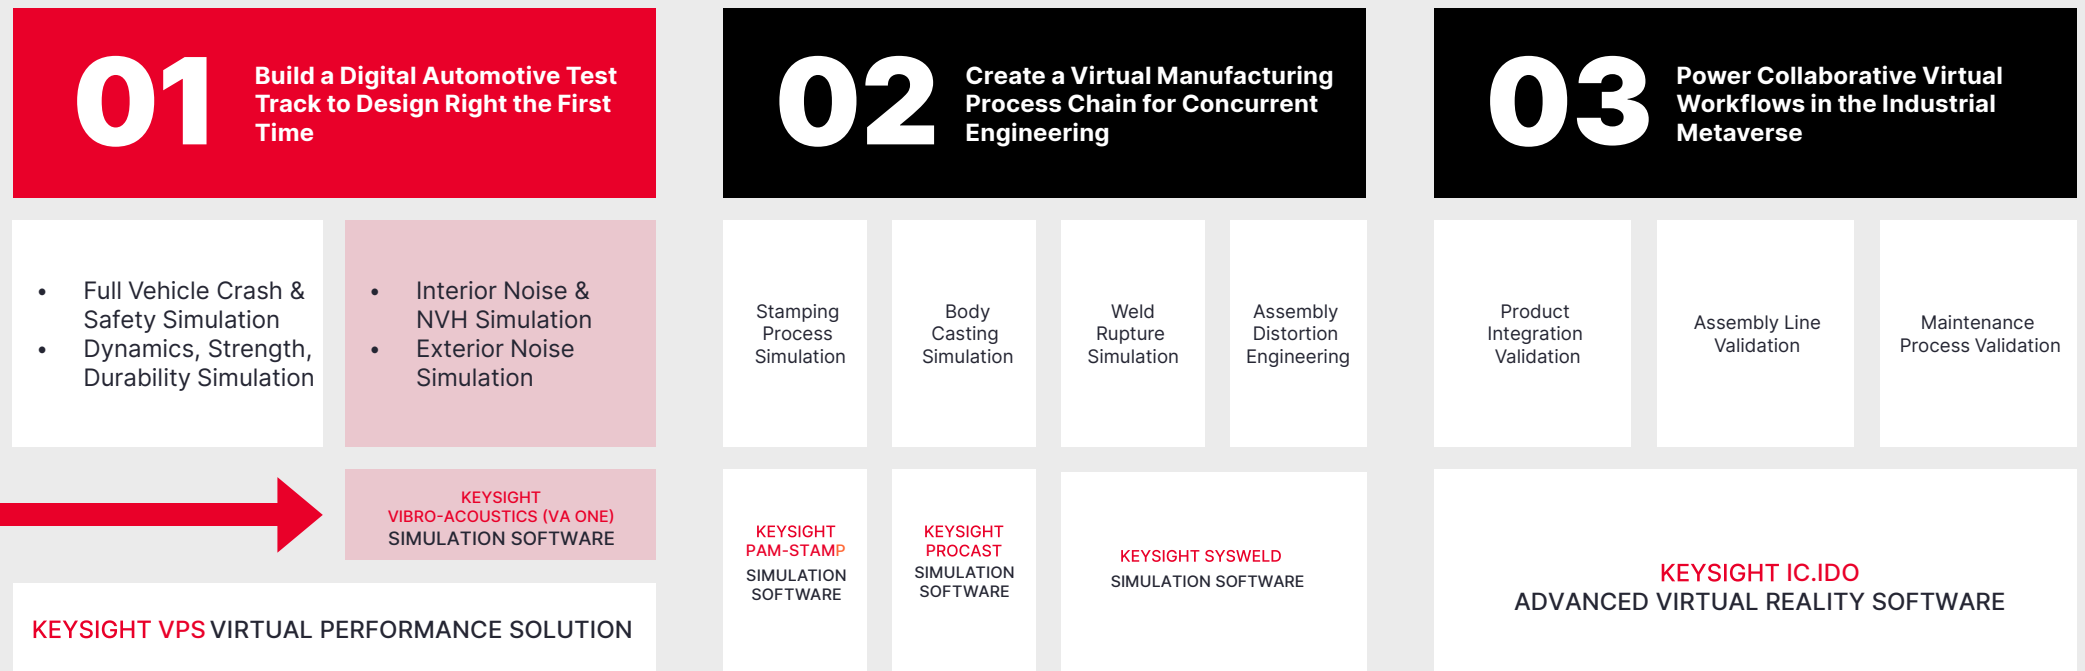 01
Build a Digital Automotive Test
Track to Design Right the First
Time
• Full Vehicle Crash &
Safety Simulation
• Dynamics, Strength,
Durability Simulation
• Interior Noise &
NVH Simulation
• Exterior Noise
Simulation
KEYSIGHT
VIBRO-ACOUSTICS (VA ONE)
SIMULATION SOFTWARE
KEYSIGHT VPS VIRTUAL PERFORMANCE SOLUTION
02
Create a Virtual Manufacturing
Process Chain for Concurrent
Engineering
Stamping
Process
Simulation
Body
Casting
Simulation
Weld
Rupture
Simulation
Assembly
Distortion
Engineering
KEYSIGHT
PAM-STAMP
SIMULATION
SOFTWARE
KEYSIGHT
PROCAST
SIMULATION
SOFTWARE
KEYSIGHT SYSWELD
SIMULATION SOFTWARE
03
Power Collaborative Virtual
Workflows in the Industrial
Metaverse
Product
Integration
Validation
Assembly Line
Validation
Maintenance
Process Validation
KEYSIGHT IC.IDO
ADVANCED VIRTUAL REALITY SOFTWARE